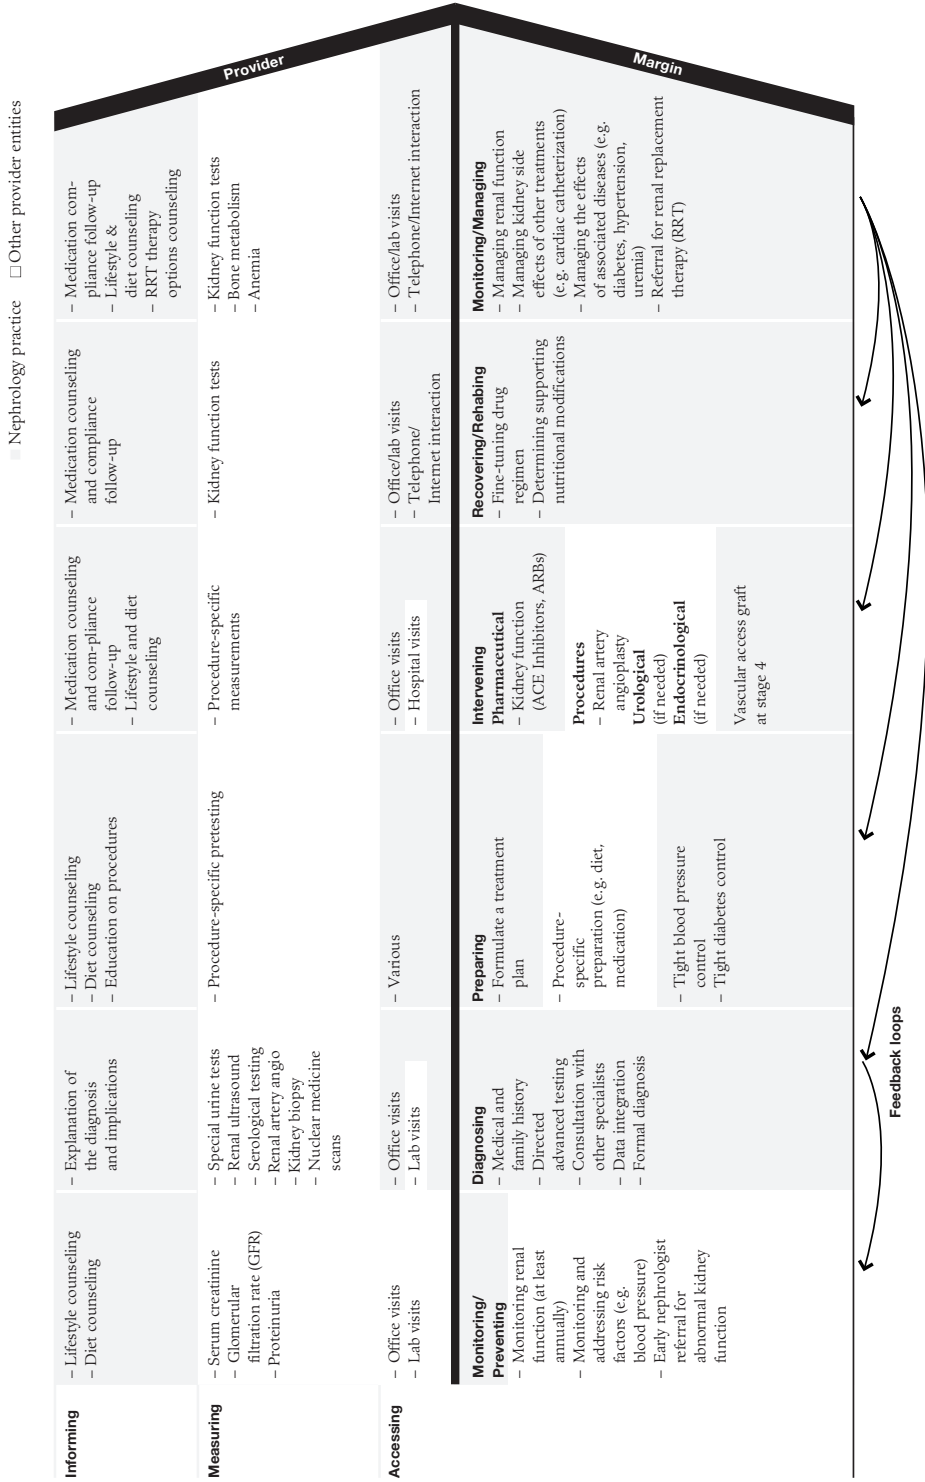 Nephrology practice
Other provider entities
Informing
– Lifestyle counseling
– Diet counseling
– Explanation of
the diagnosis
and implications
– Lifestyle counseling
– Diet counseling
– Education on procedures
– Medication counseling
and com-pliance
follow-up
– Lifestyle and diet
counseling
– Medication counseling
and compliance
follow-up
– Medication com-
pliance follow-up
– Lifestyle &
diet counseling
– RRT therapy
options counseling
Measuring
– Serum creatinine
– Glomerular
filtration rate (GFR)
– Proteinuria
– Special urine tests
– Renal ultrasound
– Serological testing
– Renal artery angio
– Kidney biopsy
– Nuclear medicine
scans
– Procedure-specific pretesting
– Procedure-specific
measurements
– Kidney function tests
– Kidney function tests
– Bone metabolism
– Anemia
Accessing
– Office visits
– Lab visits
– Office visits
– Lab visits
– Various
– Office visits
– Hospital visits
– Office/lab visits
– Telephone/
Internet interaction
– Office/lab visits
– Telephone/Internet interaction
Provider
Margin
Monitoring/
Preventing
– Monitoring renal
function (at least
annually)
– Monitoring and
addressing risk
factors (e.g.
blood pressure)
– Early nephrologist
referral for
abnormal kidney
function
Diagnosing
– Medical and
family history
– Directed
advanced testing
– Consultation with
other specialists
– Data integration
– Formal diagnosis
Preparing
– Formulate a treatment
plan
– Procedure-
specific
preparation (e.g. diet,
medication)
– Tight blood pressure
control
– Tight diabetes control
Intervening
Pharmaceutical
– Kidney function
(ACE Inhibitors, ARBs)
Procedures
– Renal artery
angioplasty
Urological
(if needed)
Endocrinological
(if needed)
Vascular access graft
at stage 4
Recovering/Rehabing
– Fine-tuning drug
regimen
– Determining supporting
nutritional modifications
Monitoring/Managing
– Managing renal function
– Managing kidney side
effects of other treatments
(e.g. cardiac catheterization)
– Managing the effects
of associated diseases (e.g.
diabetes, hypertension,
uremia)
– Referral for renal replacement
therapy (RRT)
Feedback loops